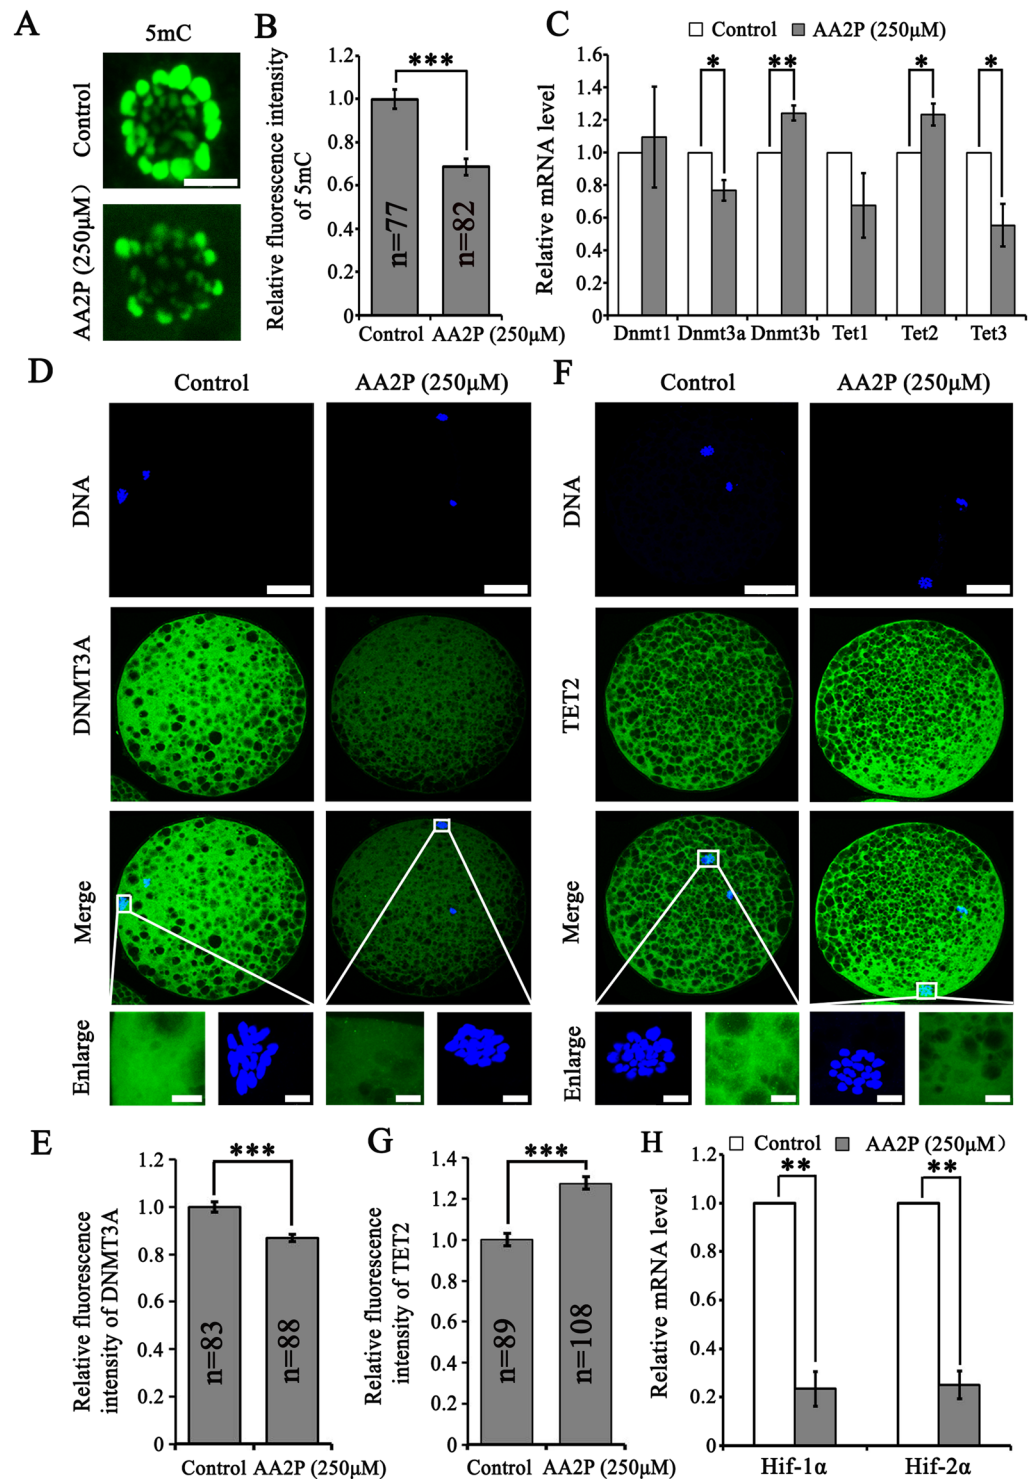 A
5mC
Control
AA2P (250μM)
B
Relative fluorescence intensity
of 5mC
1.2
1.0
0.8
0.6
0.4
0.2
0
***
n=77
n=82
Control AA2P (250μM)
C
Control AA2P (250μM)
Relative mRNA level
1.6
1.4
1.2
1.0
0.8
0.6
0.4
0.2
0
* ** * *
Dnmt1 Dnmt3a Dnmt3b Tet1 Tet2 Tet3
D
Control AA2P (250μM)
DNA
DNMT3A
Merge
Enlarge
F
Control AA2P (250μM)
DNA
TET2
Merge
Enlarge
E
Relative fluorescence
intensity of DNMT3A
1.2
1.0
0.8
0.6
0.4
0.2
0
***
n=83
n=88
Control AA2P (250μM)
G
Relative fluorescence
intensity of TET2
1.4
1.2
1.0
0.8
0.6
0.4
0.2
0
***
n=89
n=108
Control AA2P (250μM)
H
Control AA2P (250μM)
Relative mRNA level
1.2
1.0
0.8
0.6
0.4
0.2
0
** **
Hif-1α Hif-2α